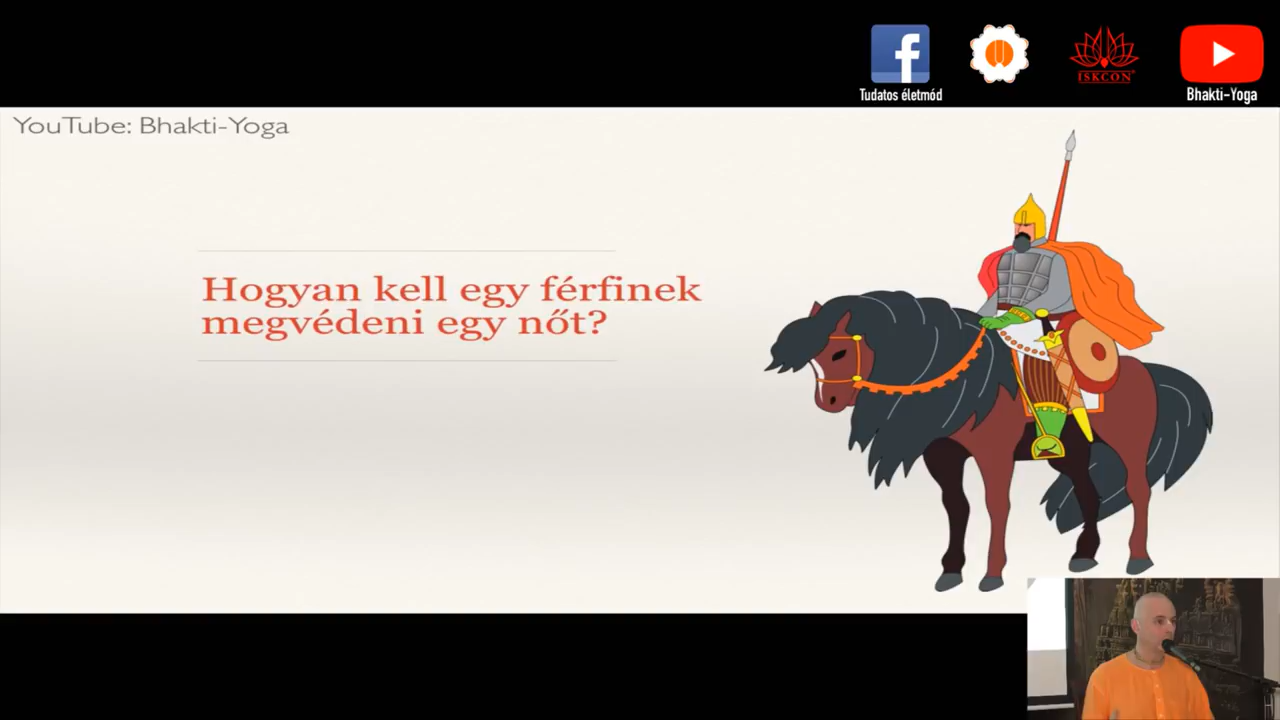 Tudatos életmód
ISKCON
Bhakti-Yoga
YouTube: Bhakti-Yoga
Hogyan kell egy férfinek
megvédeni egy nőt?